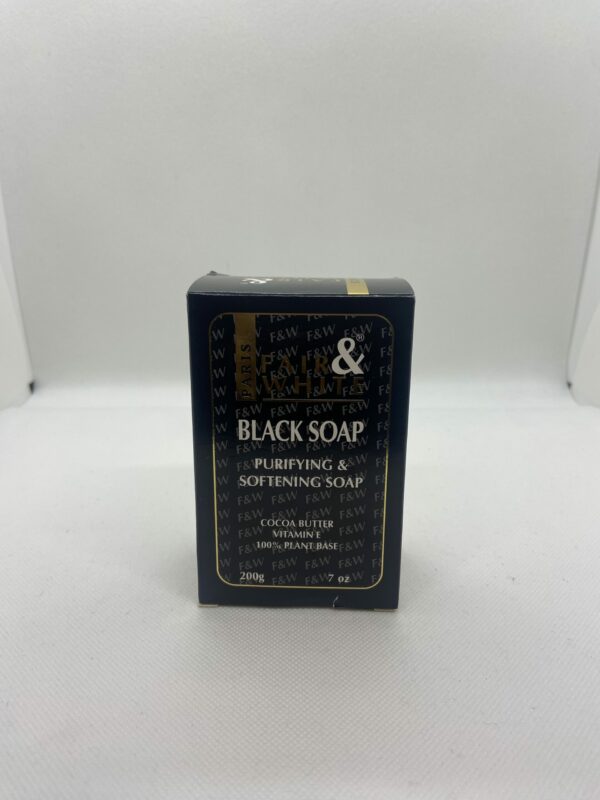 PARIS
FAIR &®
WHITE
BLACK SOAP
PURIFYING &
SOFTENING SOAP
COCOA BUTTER
VITAMIN E
100% PLANT BASE
200g 7 oz
F&W